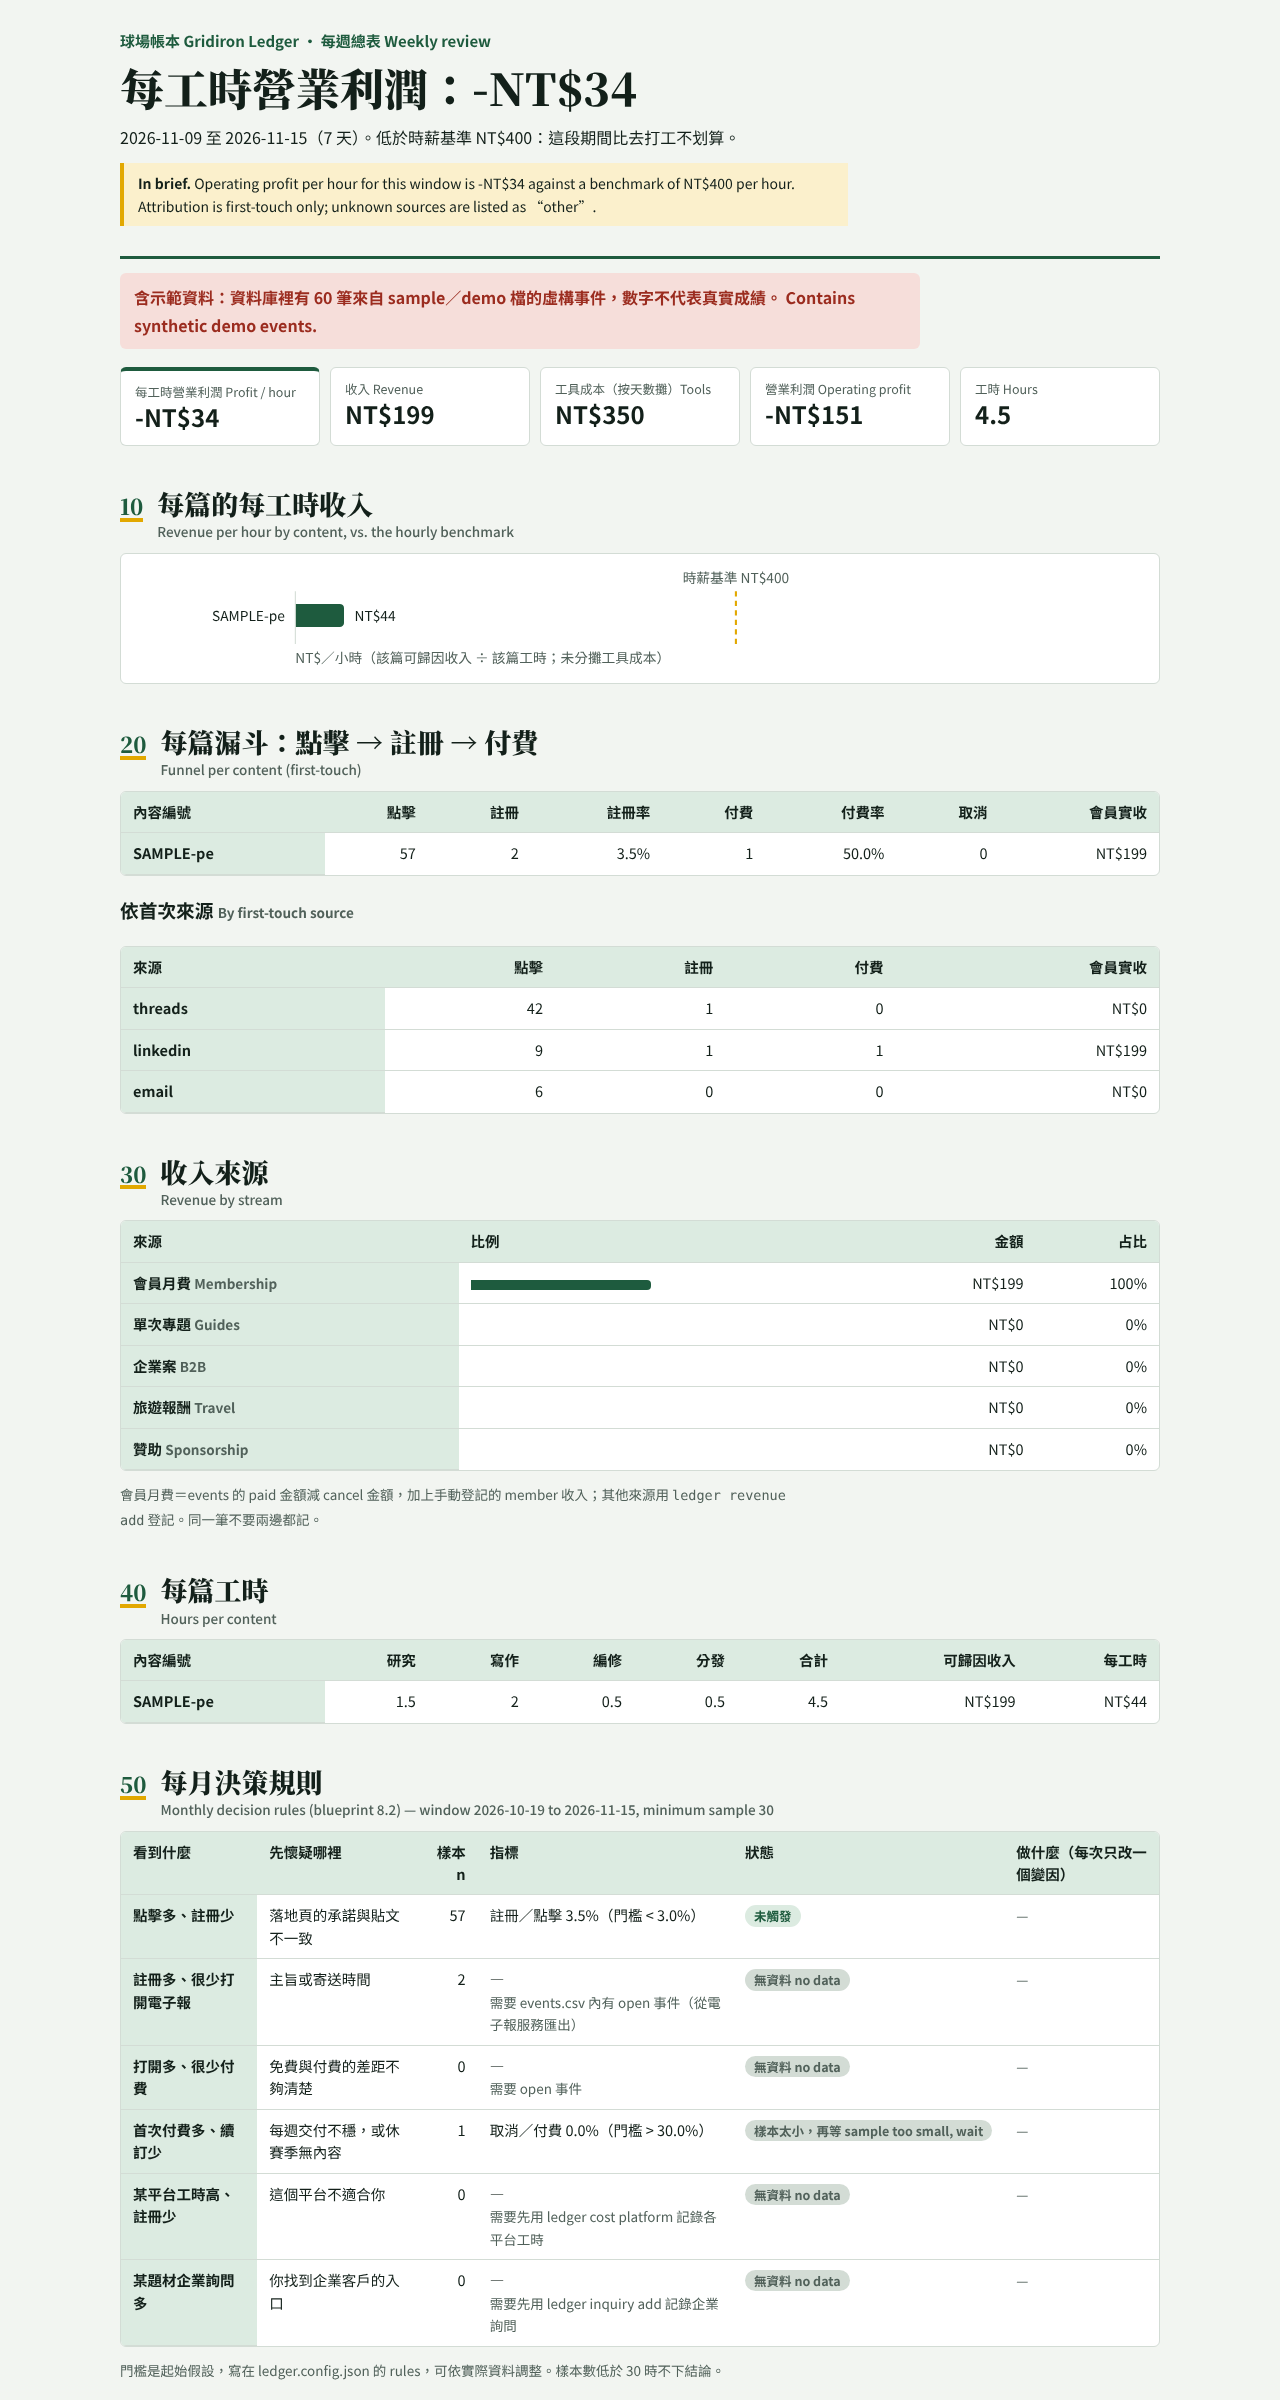 球場帳本 Gridiron Ledger ・ 每週總表 Weekly review
每工時營業利潤：-NT$34
2026-11-09 至 2026-11-15（7 天）。低於時薪基準 NT$400：這段期間比去打工不划算。
In brief. Operating profit per hour for this window is -NT$34 against a benchmark of NT$400 per hour.
Attribution is first-touch only; unknown sources are listed as “other”.
含示範資料：資料庫裡有 60 筆來自 sample／demo 檔的虛構事件，數字不代表真實成績。 Contains
synthetic demo events.
每工時營業利潤 Profit / hour
-NT$34
收入 Revenue
NT$199
工具成本（按天數攤）Tools
NT$350
營業利潤 Operating profit
-NT$151
工時 Hours
4.5
10 每篇的每工時收入
Revenue per hour by content, vs. the hourly benchmark
時薪基準 NT$400
SAMPLE-pe NT$44
NT$／小時（該篇可歸因收入 ÷ 該篇工時；未分攤工具成本）
20 每篇漏斗：點擊 → 註冊 → 付費
Funnel per content (first-touch)
內容編號 點擊 註冊 註冊率 付費 付費率 取消 會員實收
SAMPLE-pe 57 2 3.5% 1 50.0% 0 NT$199
依首次來源 By first-touch source
來源 點擊 註冊 付費 會員實收
threads 42 1 0 NT$0
linkedin 9 1 1 NT$199
email 6 0 0 NT$0
30 收入來源
Revenue by stream
來源 比例 金額 占比
會員月費 Membership NT$199 100%
單次專題 Guides NT$0 0%
企業案 B2B NT$0 0%
旅遊報酬 Travel NT$0 0%
贊助 Sponsorship NT$0 0%
會員月費＝events 的 paid 金額減 cancel 金額，加上手動登記的 member 收入；其他來源用 ledger revenue
add 登記。同一筆不要兩邊都記。
40 每篇工時
Hours per content
內容編號 研究 寫作 編修 分發 合計 可歸因收入 每工時
SAMPLE-pe 1.5 2 0.5 0.5 4.5 NT$199 NT$44
50 每月決策規則
Monthly decision rules (blueprint 8.2) — window 2026-10-19 to 2026-11-15, minimum sample 30
看到什麼 先懷疑哪裡 樣本 指標 狀態 做什麼（每次只改一
n 個變因）
點擊多、註冊少 落地頁的承諾與貼文 57 註冊／點擊 3.5%（門檻 < 3.0%） 未觸發 —
不一致
註冊多、很少打 主旨或寄送時間 2 — 無資料 no data —
開電子報 需要 events.csv 內有 open 事件（從電
子報服務匯出）
打開多、很少付 免費與付費的差距不 0 — 無資料 no data —
費 夠清楚 需要 open 事件
首次付費多、續 每週交付不穩，或休 1 取消／付費 0.0%（門檻 > 30.0%） 樣本太小，再等 sample too small, wait —
訂少 賽季無內容
某平台工時高、 這個平台不適合你 0 — 無資料 no data —
註冊少 需要先用 ledger cost platform 記錄各
平台工時
某題材企業詢問 你找到企業客戶的入 0 — 無資料 no data —
多 口 需要先用 ledger inquiry add 記錄企業
詢問
門檻是起始假設，寫在 ledger.config.json 的 rules，可依實際資料調整。樣本數低於 30 時不下結論。